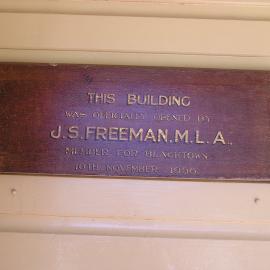 THIS BUILDING
WAS OFFICIALLY OPENED BY
J.S. FREEMAN, M.L.A.,
MEMBER FOR BLACKTOWN
10TH NOVEMBER 1956.